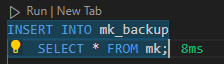 ▷ Run | New Tab
INSERT INTO mk_backup
SELECT * FROM mk; 8ms